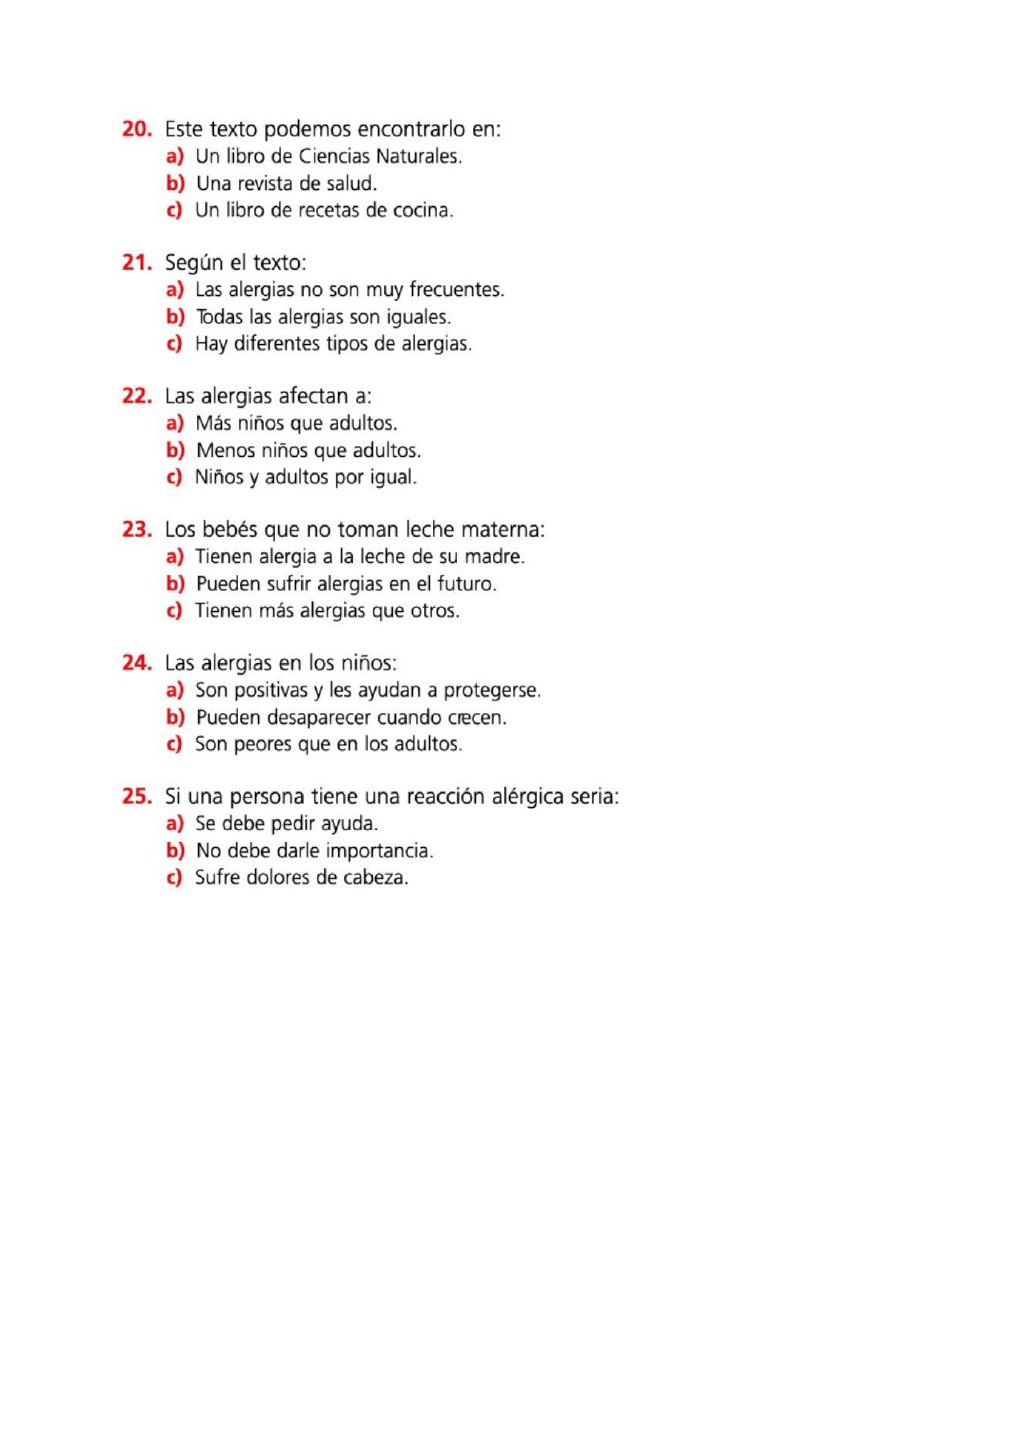 20. Este texto podemos encontrarlo en:
a) Un libro de Ciencias Naturales.
b) Una revista de salud.
c) Un libro de recetas de cocina.
21. Según el texto:
a) Las alergias no son muy frecuentes.
b) Todas las alergias son iguales.
c) Hay diferentes tipos de alergias.
22. Las alergias afectan a:
a) Más niños que adultos.
b) Menos niños que adultos.
c) Niños y adultos por igual.
23. Los bebés que no toman leche materna:
a) Tienen alergia a la leche de su madre.
b) Pueden sufrir alergias en el futuro.
c) Tienen más alergias que otros.
24. Las alergias en los niños:
a) Son positivas y les ayudan a protegerse.
b) Pueden desaparecer cuando crecen.
c) Son peores que en los adultos.
25. Si una persona tiene una reacción alérgica seria:
a) Se debe pedir ayuda.
b) No debe darle importancia.
c) Sufre dolores de cabeza.